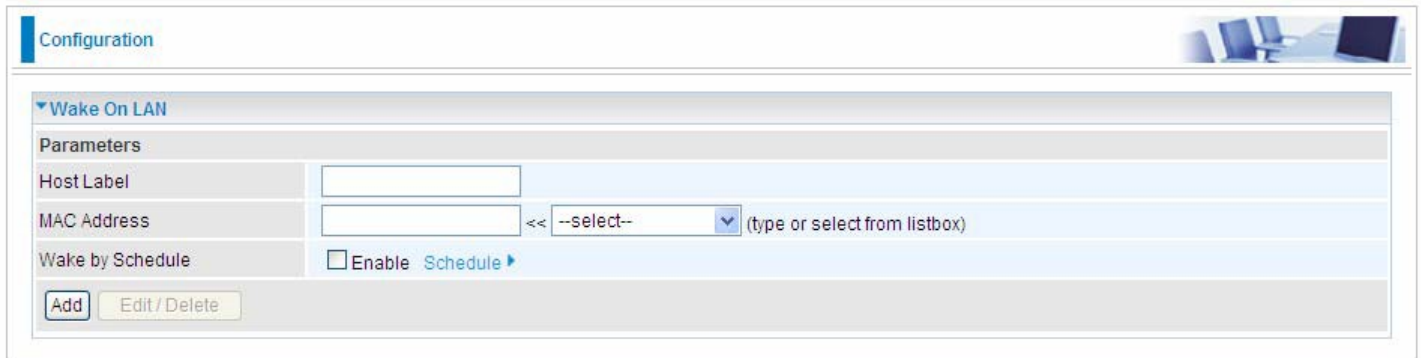 Configuration
Wake On LAN
Parameters
Host Label
MAC Address << --select-- (type or select from listbox)
Wake by Schedule Enable Schedule
Add Edit / Delete